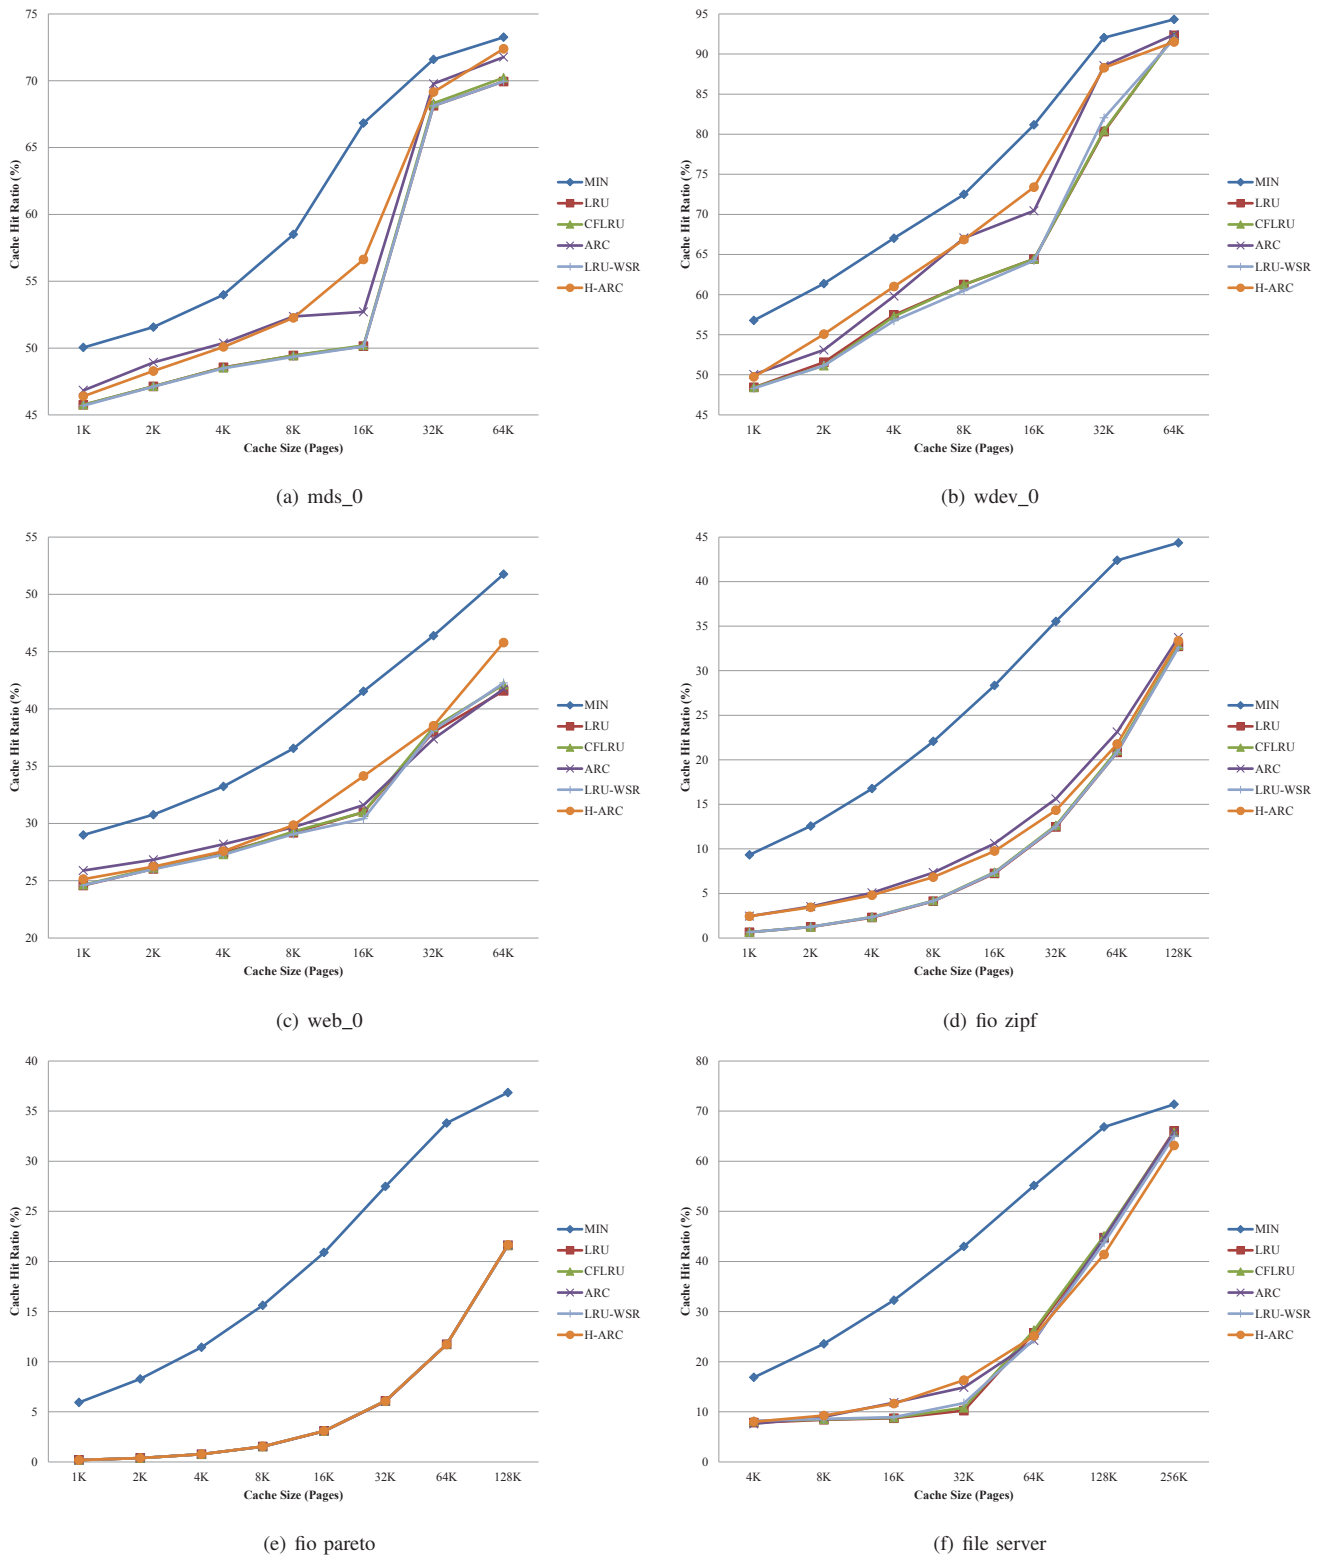 75
70
65
60
55
50
45
Cache Hit Ratio (%)
1K 2K 4K 8K 16K 32K 64K
Cache Size (Pages)
MIN
LRU
CFLRU
ARC
LRU-WSR
H-ARC
(a) mds_0
95
90
85
80
75
70
65
60
55
50
45
Cache Hit Ratio (%)
1K 2K 4K 8K 16K 32K 64K
Cache Size (Pages)
MIN
LRU
CFLRU
ARC
LRU-WSR
H-ARC
(b) wdev_0
55
50
45
40
35
30
25
20
Cache Hit Ratio (%)
1K 2K 4K 8K 16K 32K 64K
Cache Size (Pages)
MIN
LRU
CFLRU
ARC
LRU-WSR
H-ARC
(c) web_0
45
40
35
30
25
20
15
10
5
0
Cache Hit Ratio (%)
1K 2K 4K 8K 16K 32K 64K 128K
Cache Size (Pages)
MIN
LRU
CFLRU
ARC
LRU-WSR
H-ARC
(d) fio zipf
40
35
30
25
20
15
10
5
0
Cache Hit Ratio (%)
1K 2K 4K 8K 16K 32K 64K 128K
Cache Size (Pages)
MIN
LRU
CFLRU
ARC
LRU-WSR
H-ARC
(e) fio pareto
80
70
60
50
40
30
20
10
0
Cache Hit Ratio (%)
4K 8K 16K 32K 64K 128K 256K
Cache Size (Pages)
MIN
LRU
CFLRU
ARC
LRU-WSR
H-ARC
(f) file server